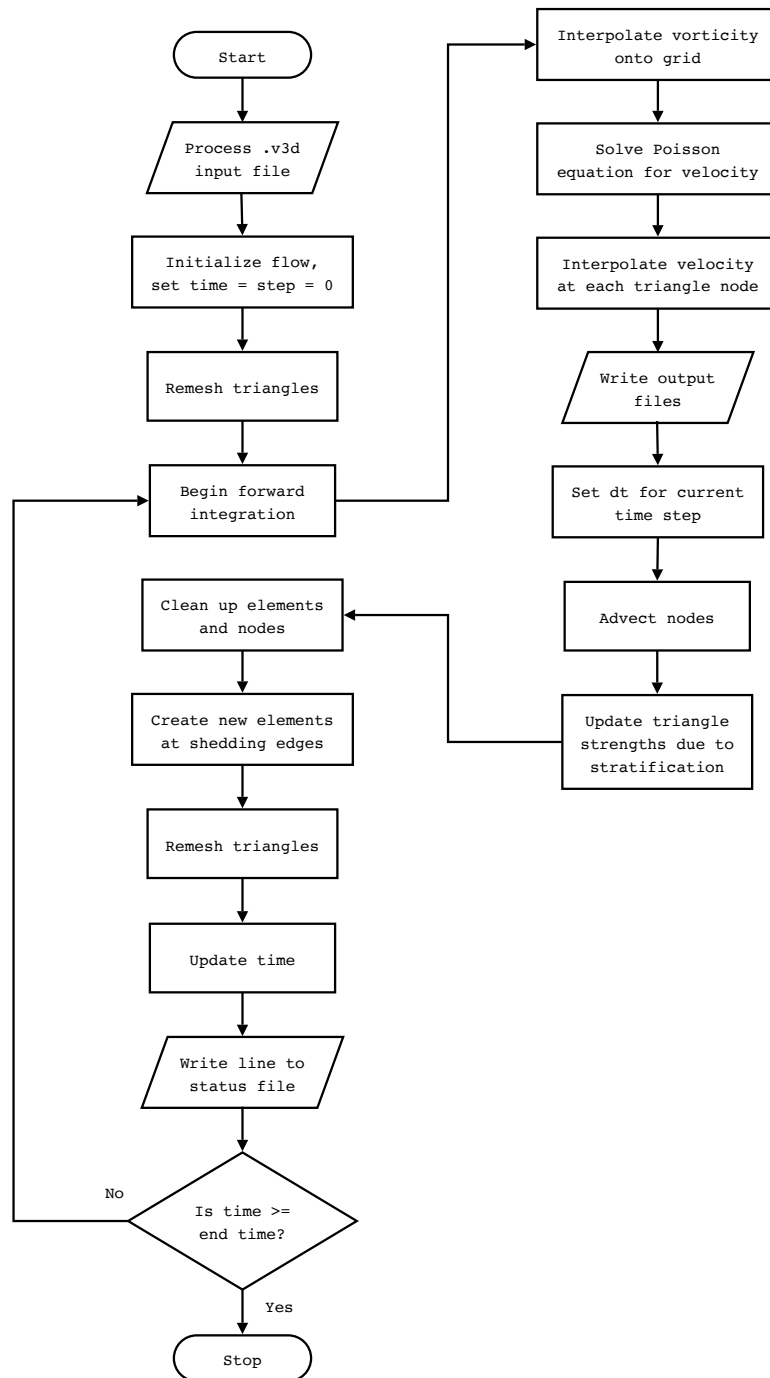 Start
Process .v3d
input file
Initialize flow,
set time = step = 0
Remesh triangles
Begin forward
integration
Interpolate vorticity
onto grid
Solve Poisson
equation for velocity
Interpolate velocity
at each triangle node
Write output
files
Set dt for current
time step
Advect nodes
Update triangle
strengths due to
stratification
Clean up elements
and nodes
Create new elements
at shedding edges
Remesh triangles
Update time
Write line to
status file
Is time >=
end time?
No
Yes
Stop